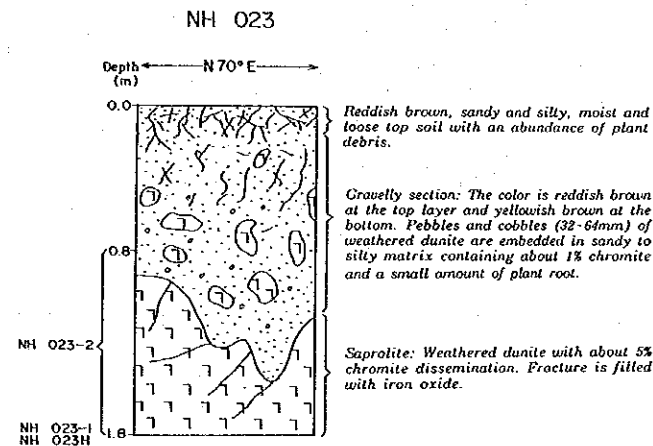 NH 023
Depth
(m)
N 70° E
0.0
Reddish brown, sandy and silty, moist and
loose top soil with an abundance of plant
debris.
Gravelly section: The color is reddish brown
at the top layer and yellowish brown at the
bottom. Pebbles and cobbles (32-64mm) of
weathered dunite are embedded in sandy to
silty matrix containing about 1% chromite
and a small amount of plant root.
0.8
NH 023-2
Saprolite: Weathered dunite with about 5%
chromite dissemination. Fracture is filled
with iron oxide.
NH 023-1
NH 023H
1.8